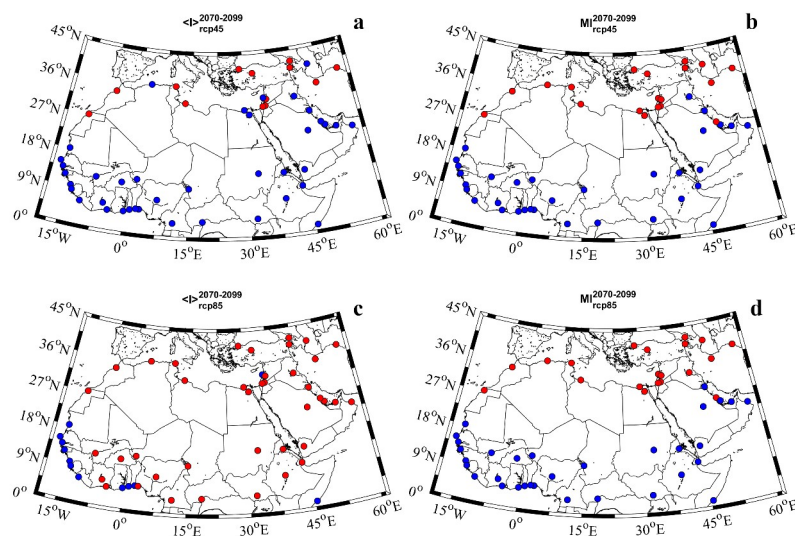 <I>2070-2099 rcp45
a
45°N
36°N
27°N
18°N
9°N
0°
15°W
0°
15°E
30°E
45°E
60°E
MI2070-2099 rcp45
b
45°N
36°N
27°N
18°N
9°N
0°
15°W
0°
15°E
30°E
45°E
60°E
<I>2070-2099 rcp85
c
45°N
36°N
27°N
18°N
9°N
0°
15°W
0°
15°E
30°E
45°E
60°E
MI2070-2099 rcp85
d
45°N
36°N
27°N
18°N
9°N
0°
15°W
0°
15°E
30°E
45°E
60°E